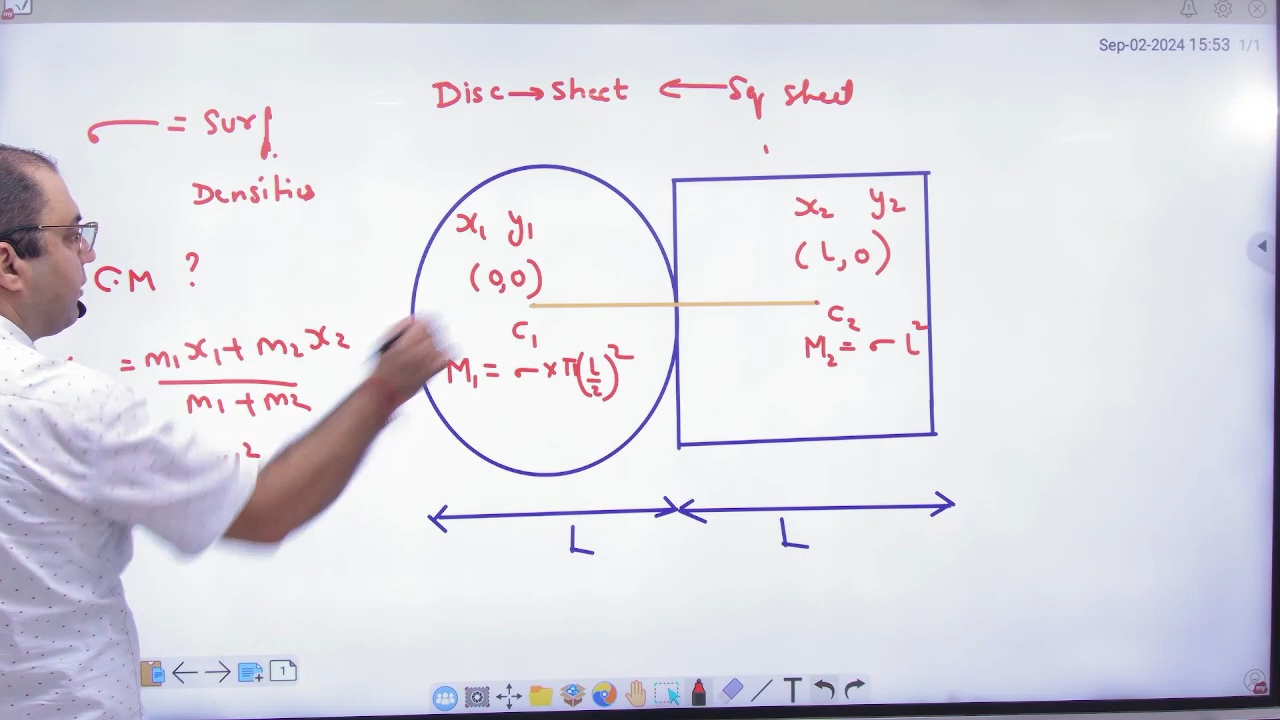 Sep-02-2024 15:53 1/1
Disc → Sheet ← Sq sheet
σ = Surf.
Densities
C.M ?
= m₁x₁ + m₂x₂
m₁ + m₂
x₁ y₁
(0,0)
C₁
M₁ = σ × π(L/2)²
x₂ y₂
(L,0)
C₂
M₂ = σ L²
L
L
1
T